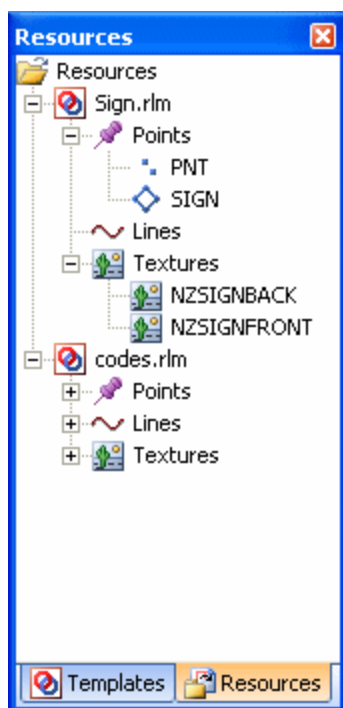 Resources
Resources
Sign.rlm
Points
PNT
SIGN
Lines
Textures
NZSIGNBACK
NZSIGNFRONT
codes.rlm
Points
Lines
Textures
Templates Resources